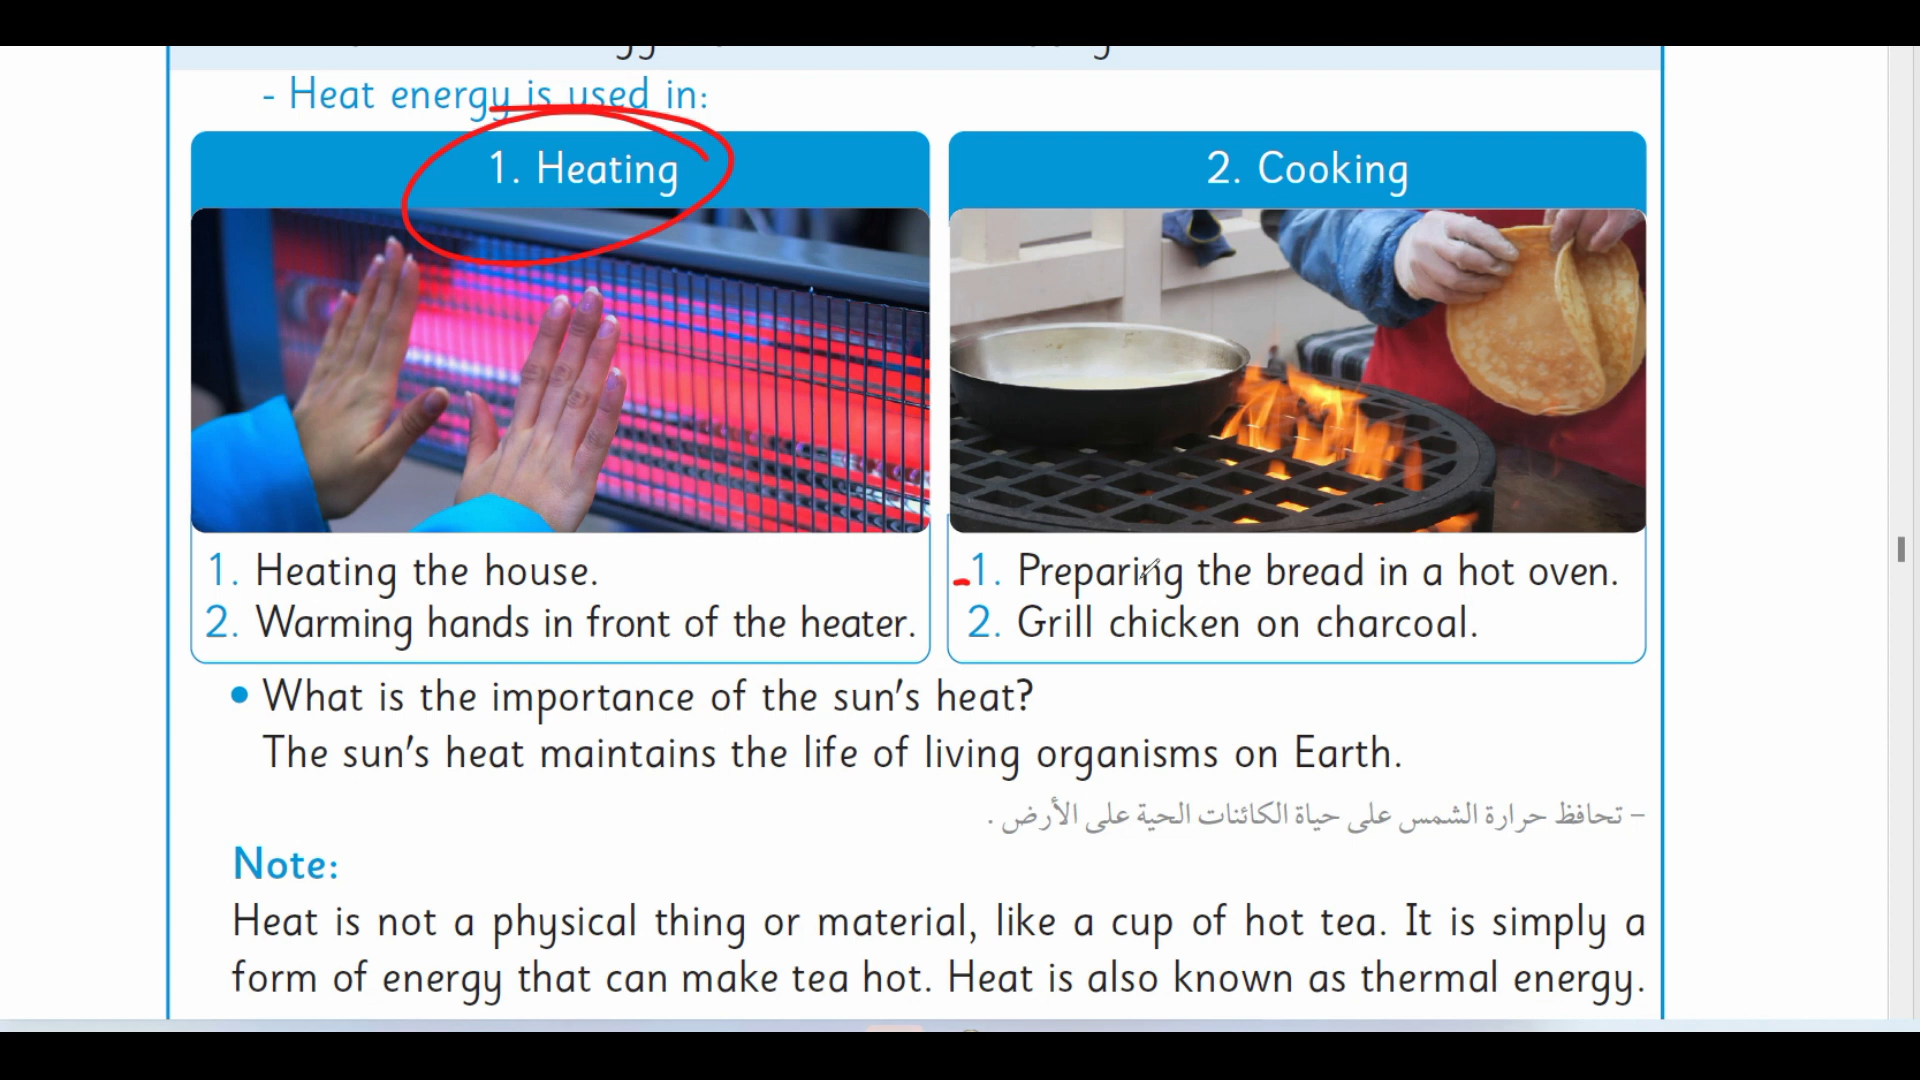 - Heat energy is used in:
1. Heating
2. Cooking
1. Heating the house.
2. Warming hands in front of the heater.
1. Preparing the bread in a hot oven.
2. Grill chicken on charcoal.
• What is the importance of the sun's heat?
The sun's heat maintains the life of living organisms on Earth.
– تحافظ حرارة الشمس على حياة الكائنات الحية على الأرض .
Note:
Heat is not a physical thing or material, like a cup of hot tea. It is simply a
form of energy that can make tea hot. Heat is also known as thermal energy.